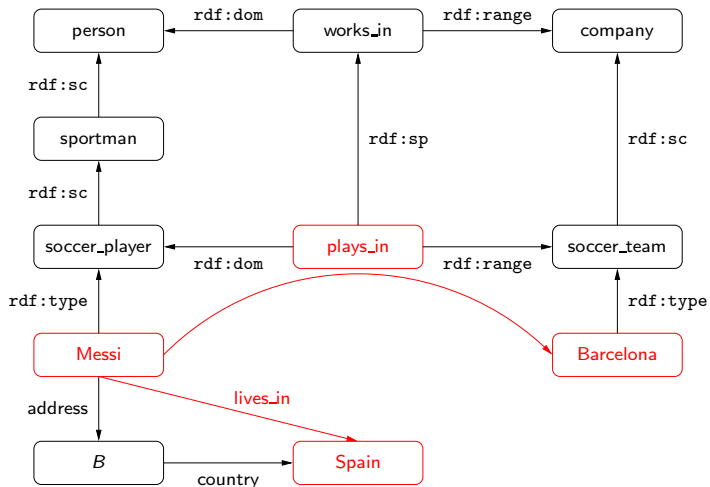 person
rdf:dom
works_in
rdf:range
company
rdf:sc
sportman
rdf:sp
rdf:sc
rdf:sc
soccer_player
rdf:dom
plays_in
rdf:range
soccer_team
rdf:type
rdf:type
Messi
Barcelona
address
lives_in
B
country
Spain